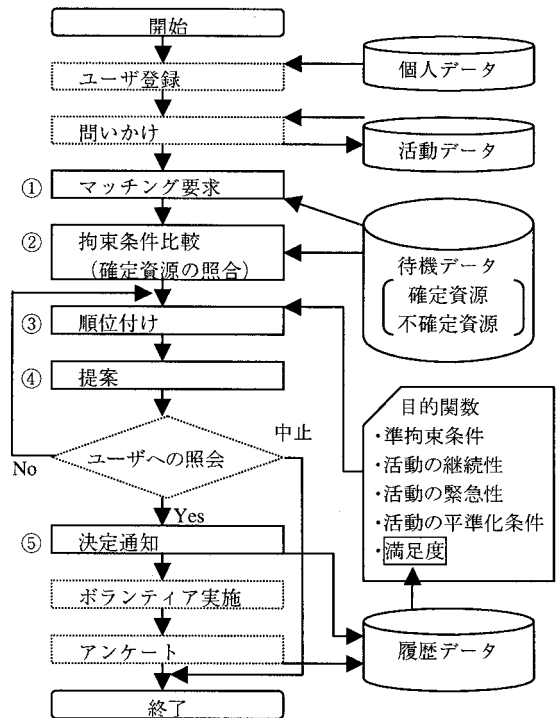 開始
ユーザ登録
個人データ
問いかけ
活動データ
① マッチング要求
② 拘束条件比較
(確定資源の照合)
待機データ
確定資源
不確定資源
③ 順位付け
④ 提案
目的関数
・準拘束条件
・活動の継続性
・活動の緊急性
・活動の平準化条件
・満足度
中止
ユーザへの照会
No
Yes
⑤ 決定通知
ボランティア実施
アンケート
履歴データ
終了